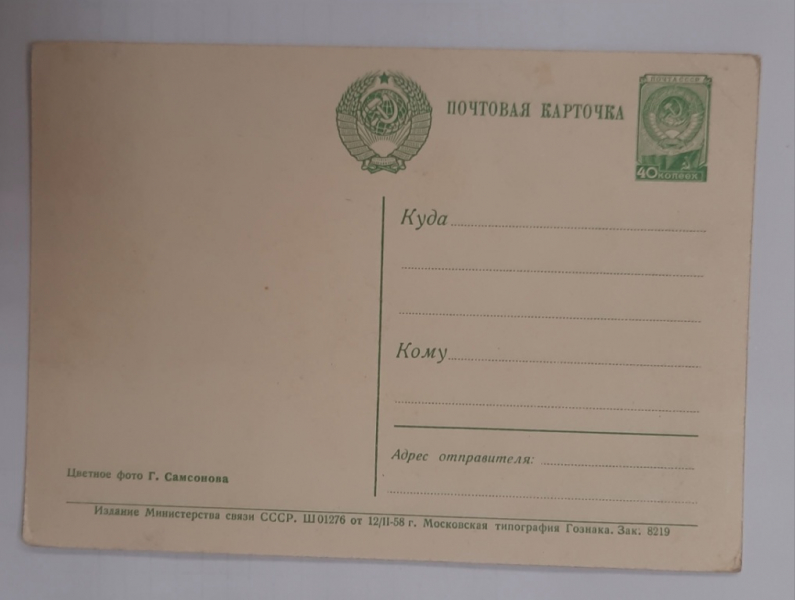 ПОЧТА СССР
ПОЧТОВАЯ КАРТОЧКА
40 КОПЕЕК
Куда
Кому
Адрес отправителя:
Цветное фото Г. Самсонова
Издание Министерства связи СССР. Ш 01276 от 12/II-58 г. Московская типография Гознака. Зак. 8219